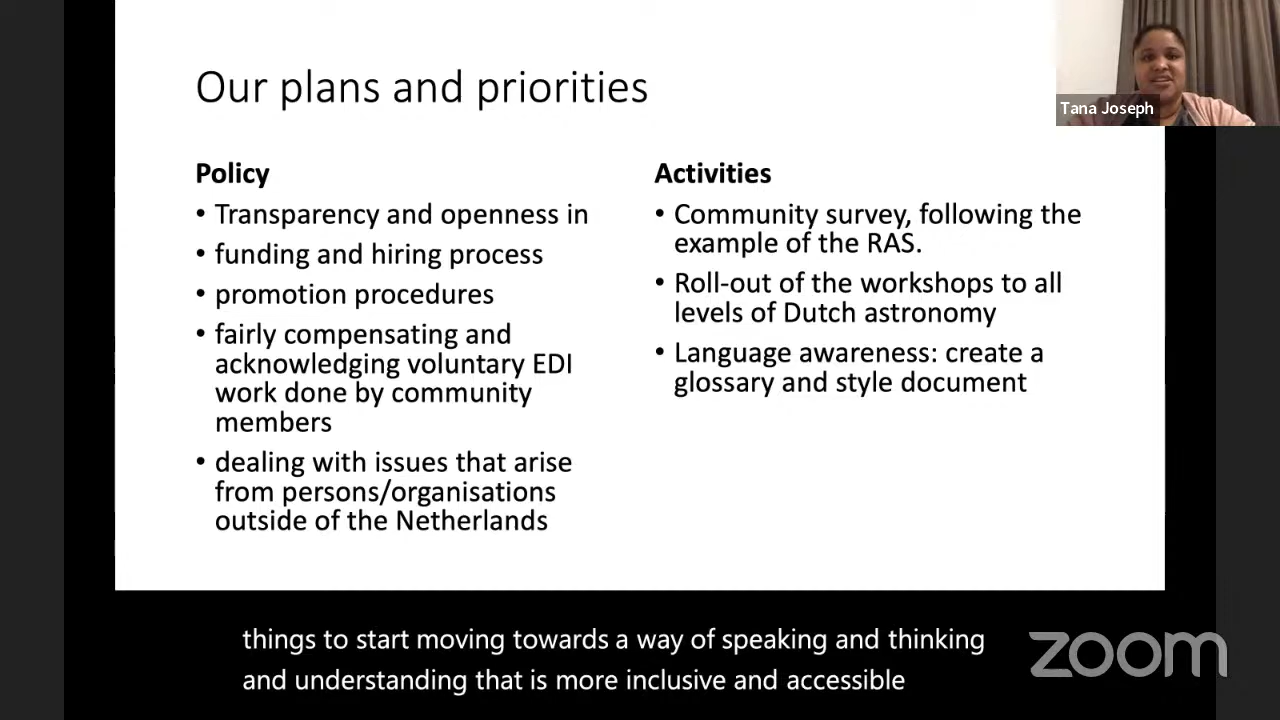 Our plans and priorities
Tana Joseph
Policy
• Transparency and openness in
• funding and hiring process
• promotion procedures
• fairly compensating and
acknowledging voluntary EDI
work done by community
members
• dealing with issues that arise
from persons/organisations
outside of the Netherlands
Activities
• Community survey, following the
example of the RAS.
• Roll-out of the workshops to all
levels of Dutch astronomy
• Language awareness: create a
glossary and style document
things to start moving towards a way of speaking and thinking
and understanding that is more inclusive and accessible
zoom